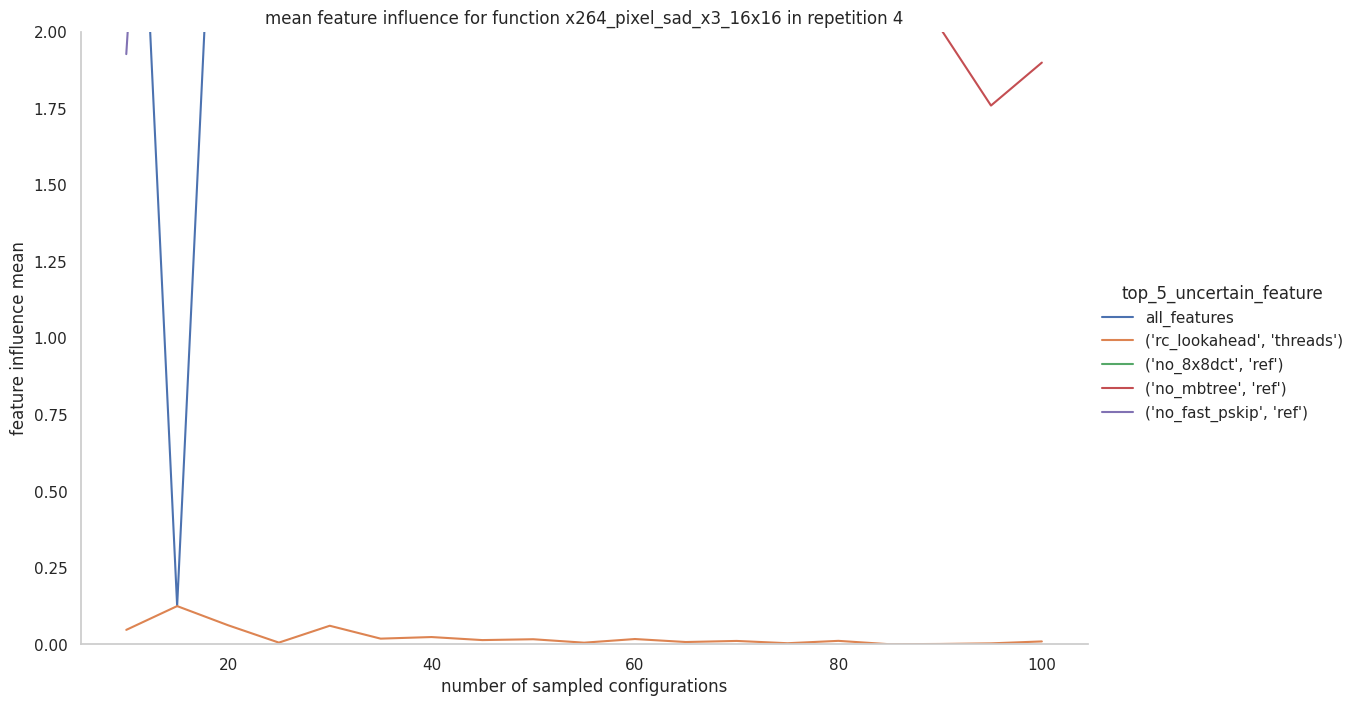 mean feature influence for function x264_pixel_sad_x3_16x16 in repetition 4
2.00
1.75
1.50
1.25
1.00
0.75
0.50
0.25
0.00
feature influence mean
20
40
60
80
100
number of sampled configurations
top_5_uncertain_feature
all_features
('rc_lookahead', 'threads')
('no_8x8dct', 'ref')
('no_mbtree', 'ref')
('no_fast_pskip', 'ref')